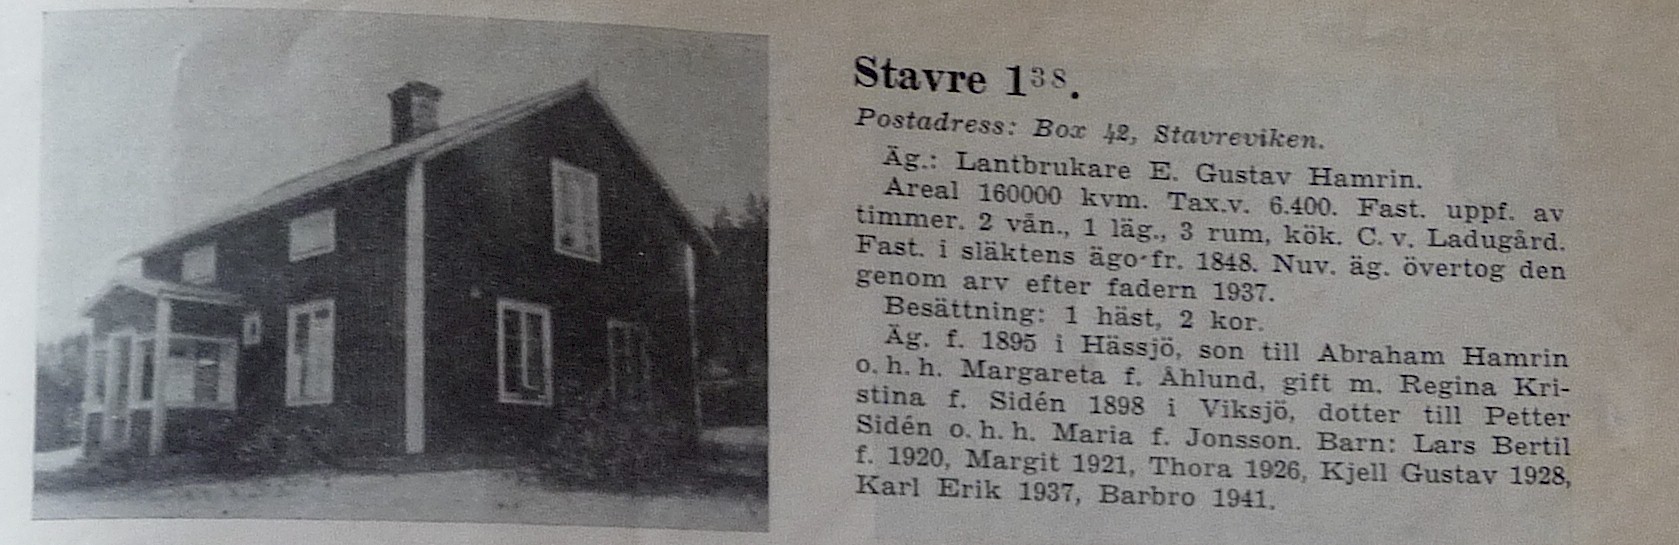 Stavre 1³⁸.
Postadress: Box 42, Stavreviken.
Äg.: Lantbrukare E. Gustav Hamrin.
Areal 160000 kvm. Tax.v. 6.400. Fast. uppf. av
timmer. 2 vån., 1 läg., 3 rum, kök. C. v. Ladugård.
Fast. i släktens ägo fr. 1848. Nuv. äg. övertog den
genom arv efter fadern 1937.
Besättning: 1 häst, 2 kor.
Äg. f. 1895 i Hässjö, son till Abraham Hamrin
o. h. h. Margareta f. Åhlund, gift m. Regina Kri-
stina f. Sidén 1898 i Viksjö, dotter till Petter
Sidén o. h. h. Maria f. Jonsson. Barn: Lars Bertil
f. 1920, Margit 1921, Thora 1926, Kjell Gustav 1928,
Karl Erik 1937, Barbro 1941.